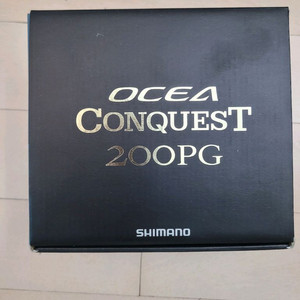 OCEA
CONQUEST
200PG
SHIMANO